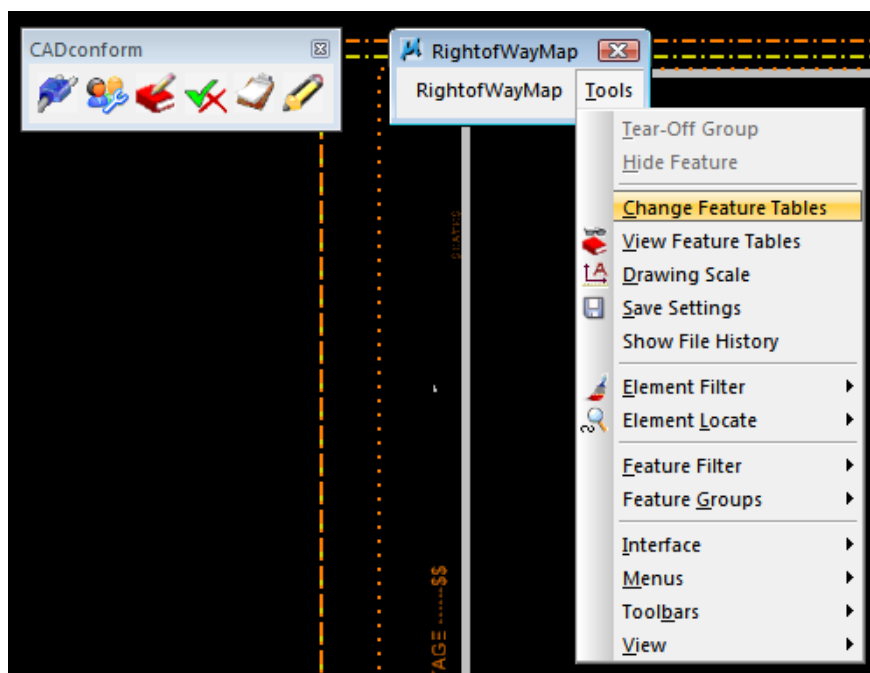 CADconform
RightofWayMap
RightofWayMap Tools
Tear-Off Group
Hide Feature
Change Feature Tables
View Feature Tables
Drawing Scale
Save Settings
Show File History
Element Filter
Element Locate
Feature Filter
Feature Groups
Interface
Menus
Toolbars
View
TAGE ------$$